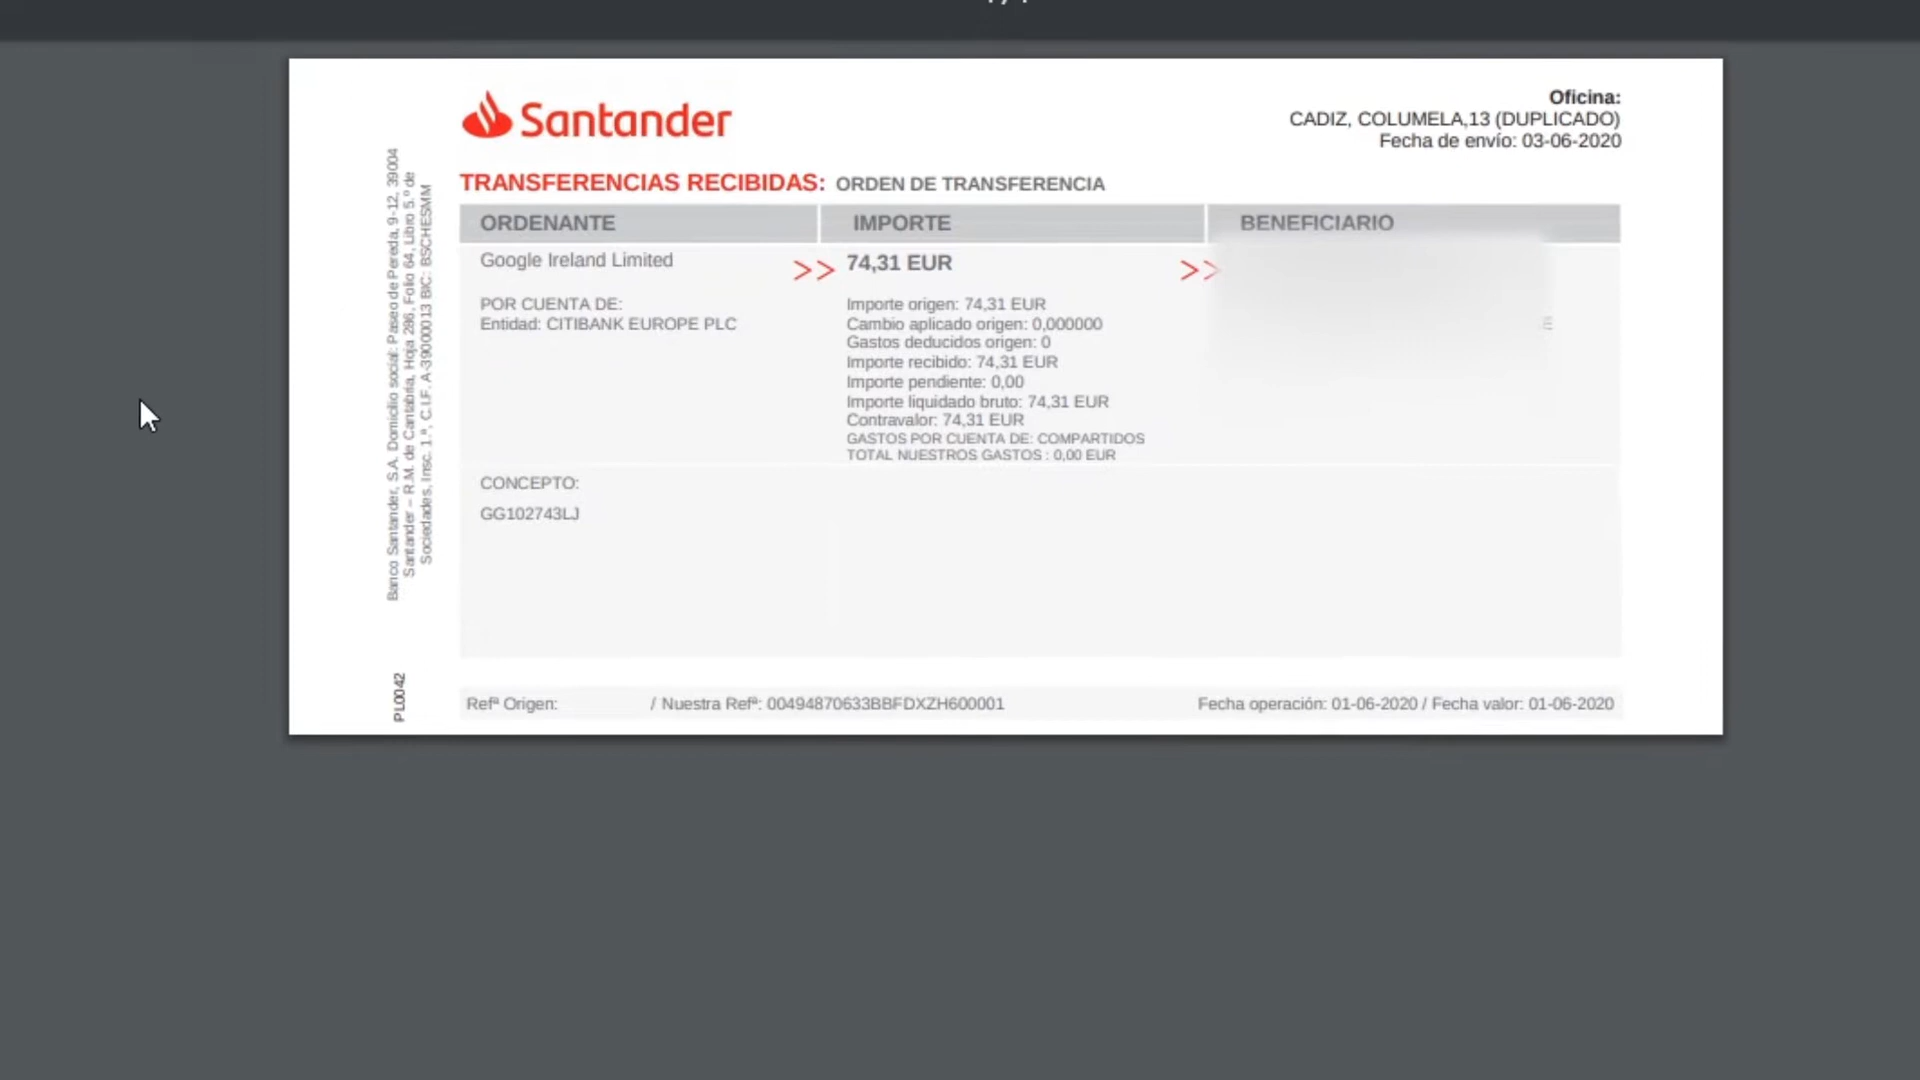 Santander
Oficina:
CADIZ, COLUMELA,13 (DUPLICADO)
Fecha de envío: 03-06-2020
TRANSFERENCIAS RECIBIDAS: ORDEN DE TRANSFERENCIA
ORDENANTE
IMPORTE
BENEFICIARIO
Google Ireland Limited
>> 74,31 EUR >>
POR CUENTA DE:
Entidad: CITIBANK EUROPE PLC
Importe origen: 74,31 EUR
Cambio aplicado origen: 0,000000
Gastos deducidos origen: 0
Importe recibido: 74,31 EUR
Importe pendiente: 0,00
Importe liquidado bruto: 74,31 EUR
Contravalor: 74,31 EUR
GASTOS POR CUENTA DE: COMPARTIDOS
TOTAL NUESTROS GASTOS : 0,00 EUR
CONCEPTO:
GG102743LJ
Refª Origen: / Nuestra Refª: 00494870633BBFDXZH600001
Fecha operación: 01-06-2020 / Fecha valor: 01-06-2020
Banco Santander, S.A. Domicilio social: Paseo de Pereda, 9-12, 39004
Santander – R.M. de Cantabria, Hoja 286, Folio 64, Libro 5.º de
Sociedades, Insc. 1.ª, C.I.F. A-39000013 BIC: BSCHESMM
PL0042